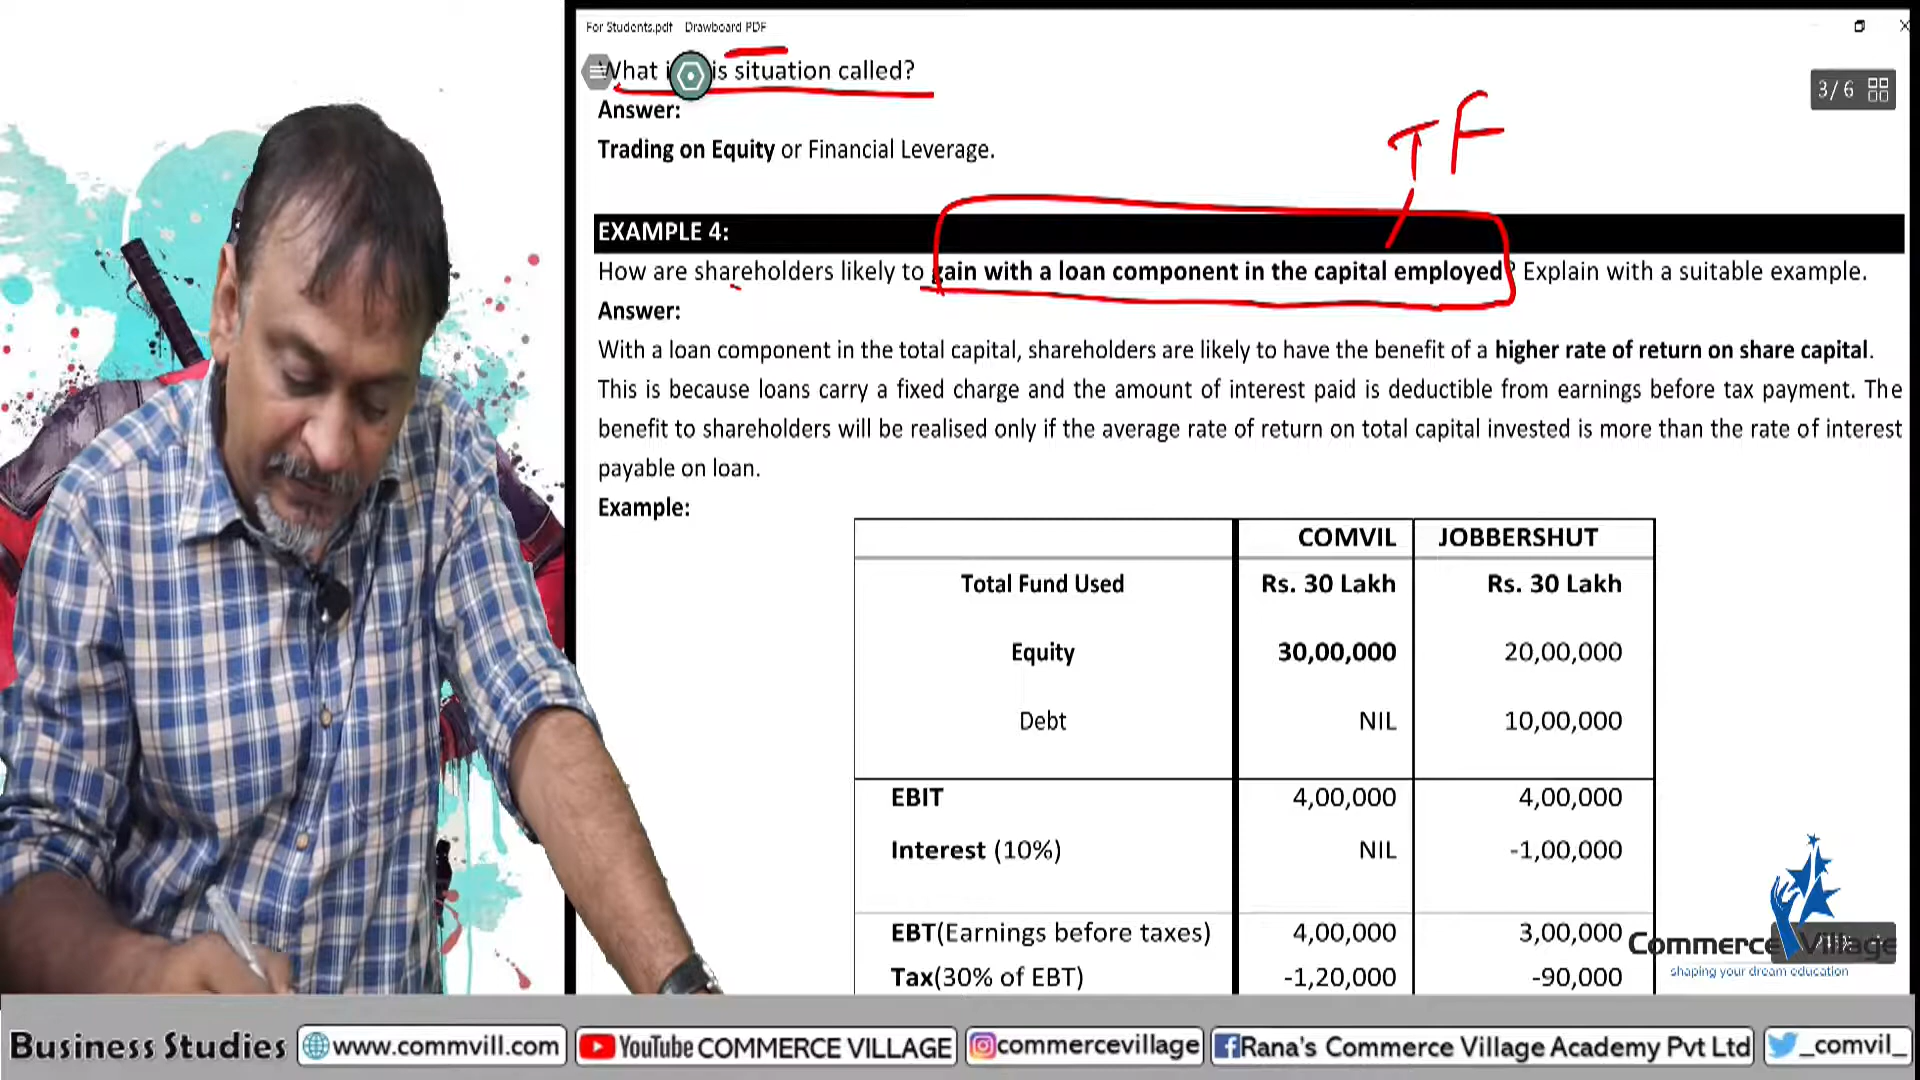 For Students.pdf Drawboard PDF
What is situation called?
3 / 6
Answer:
Trading on Equity or Financial Leverage.
TF
EXAMPLE 4:
How are shareholders likely to gain with a loan component in the capital employed? Explain with a suitable example.
Answer:
With a loan component in the total capital, shareholders are likely to have the benefit of a higher rate of return on share capital.
This is because loans carry a fixed charge and the amount of interest paid is deductible from earnings before tax payment. The
benefit to shareholders will be realised only if the average rate of return on total capital invested is more than the rate of interest
payable on loan.
Example:
COMVIL JOBBERSHUT
Total Fund Used Rs. 30 Lakh Rs. 30 Lakh
Equity 30,00,000 20,00,000
Debt NIL 10,00,000
EBIT 4,00,000 4,00,000
Interest (10%) NIL -1,00,000
EBT(Earnings before taxes) 4,00,000 3,00,000
Tax(30% of EBT) -1,20,000 -90,000
Commerce Village
shaping your dream education
Business Studies www.commvill.com YouTube COMMERCE VILLAGE commercevillage Rana's Commerce Village Academy Pvt Ltd _comvil_